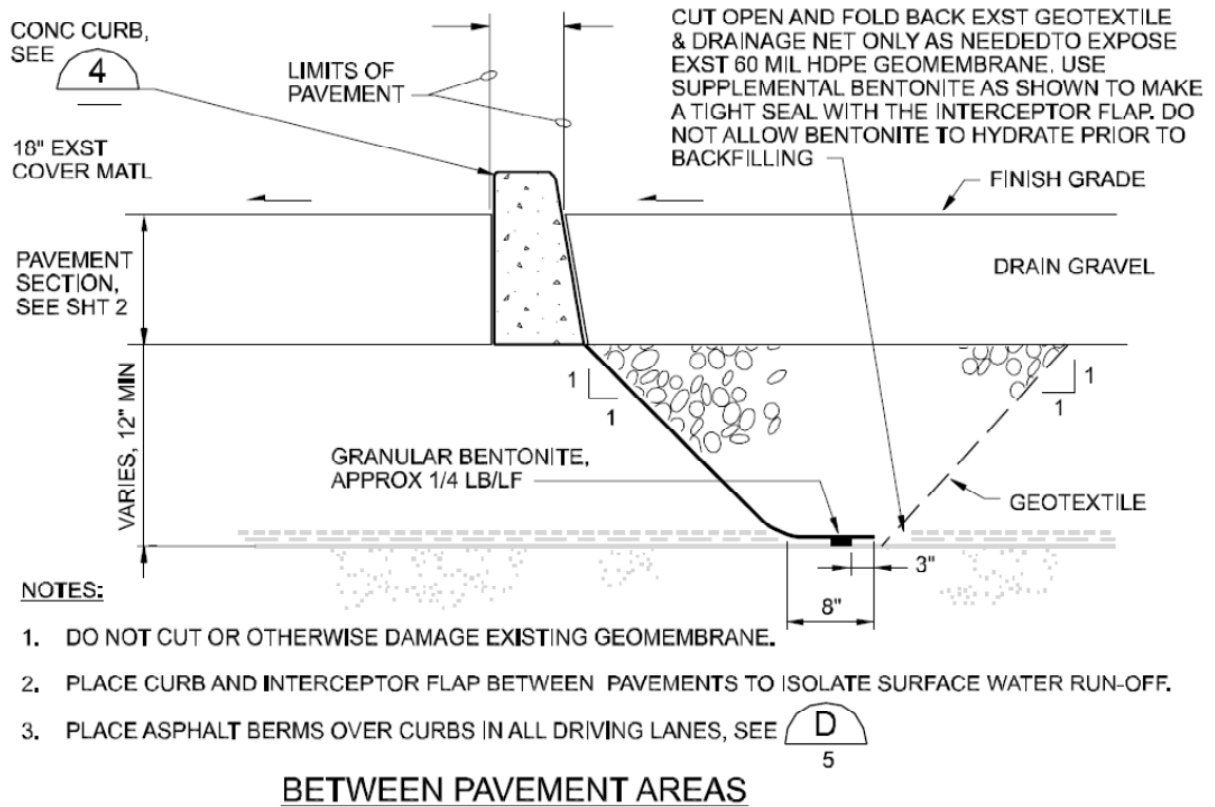 CONC CURB,
SEE
4
LIMITS OF
PAVEMENT
18" EXST
COVER MATL
CUT OPEN AND FOLD BACK EXST GEOTEXTILE
& DRAINAGE NET ONLY AS NEEDEDTO EXPOSE
EXST 60 MIL HDPE GEOMEMBRANE. USE
SUPPLEMENTAL BENTONITE AS SHOWN TO MAKE
A TIGHT SEAL WITH THE INTERCEPTOR FLAP. DO
NOT ALLOW BENTONITE TO HYDRATE PRIOR TO
BACKFILLING
FINISH GRADE
PAVEMENT
SECTION,
SEE SHT 2
DRAIN GRAVEL
VARIES, 12" MIN
1
1
1
1
GRANULAR BENTONITE,
APPROX 1/4 LB/LF
GEOTEXTILE
3"
8"
NOTES:
1. DO NOT CUT OR OTHERWISE DAMAGE EXISTING GEOMEMBRANE.
2. PLACE CURB AND INTERCEPTOR FLAP BETWEEN PAVEMENTS TO ISOLATE SURFACE WATER RUN-OFF.
3. PLACE ASPHALT BERMS OVER CURBS IN ALL DRIVING LANES, SEE D
5
BETWEEN PAVEMENT AREAS